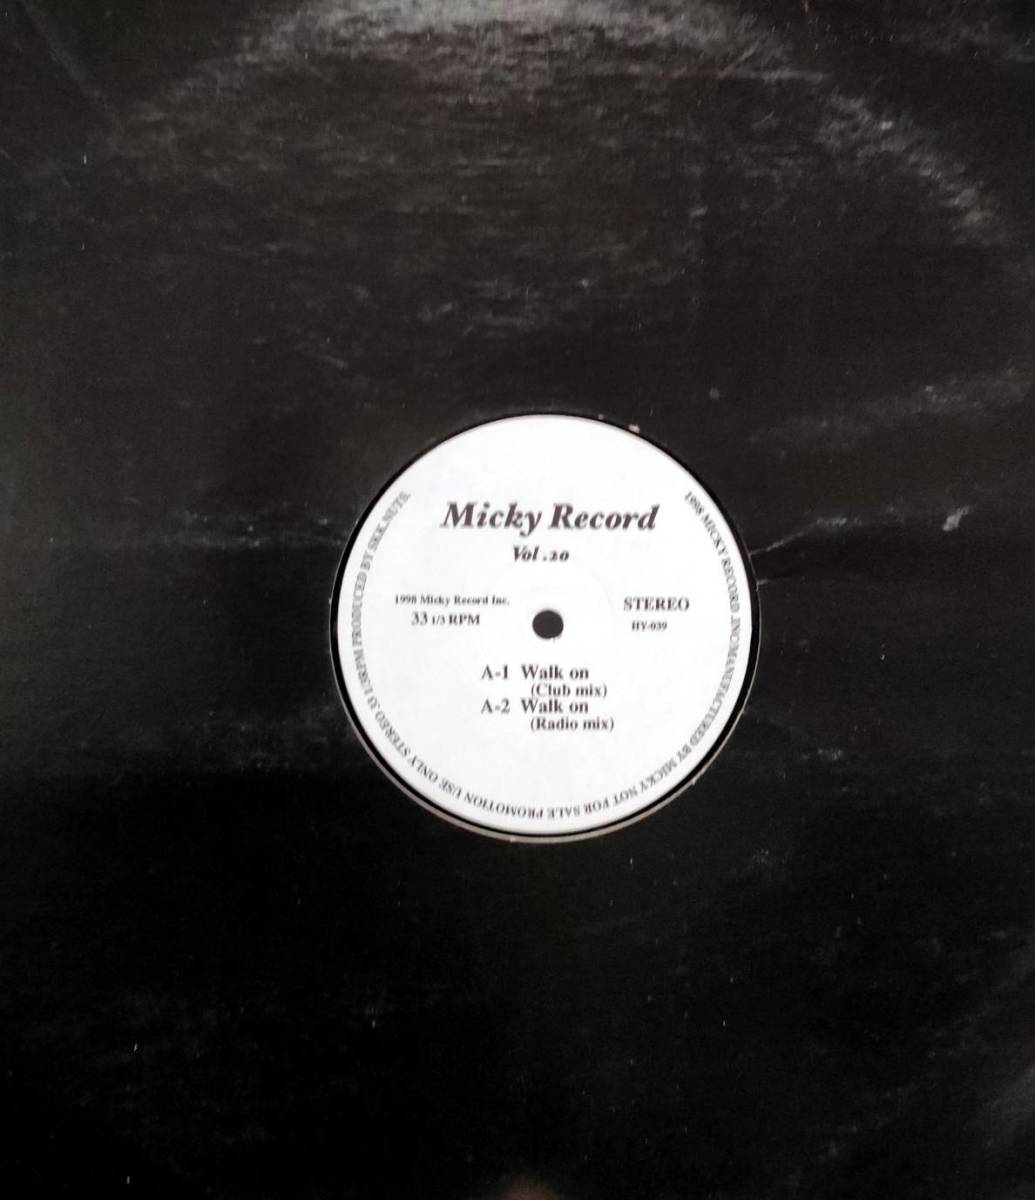 Micky Record
Vol .20
1998 Micky Record Inc.
33 1/3 RPM
STEREO
HY-039
A-1 Walk on
(Club mix)
A-2 Walk on
(Radio mix)
1998 MICKY RECORD .INC/MANUFACTURED BY MICKY NOT FOR SALE PROMOTION USE ONLY STEREO 33 1/3RPM PRODUCED BY SKK.NUTS.